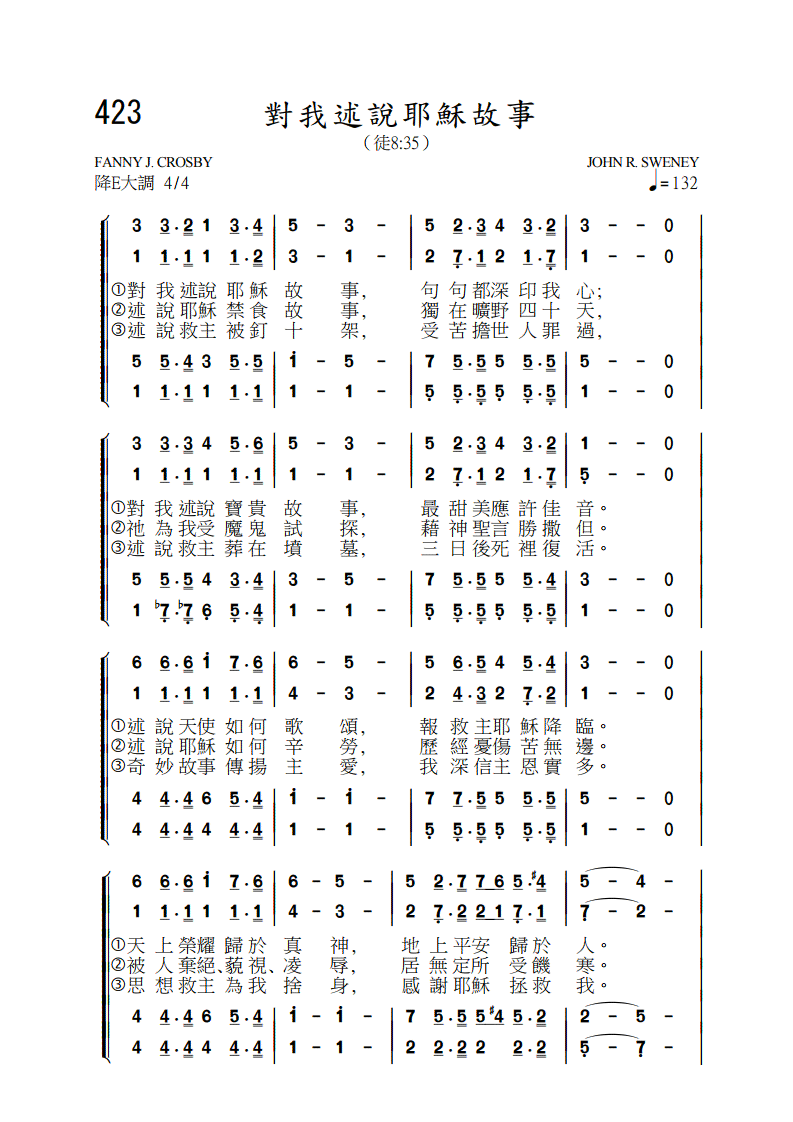 423
對我述說耶穌故事
（徒8:35）
FANNY J. CROSBY
JOHN R. SWENEY
降E大調 4/4
♩=132
3 3．2 1 3．4 | 5 － 3 － | 5 2．3 4 3．2 | 3 － － 0
1 1．1 1 1．2 | 3 － 1 － | 2 7．1 2 1．7 | 1 － － 0
①對我述說耶穌故事，句句都深印我心；
②述說耶穌禁食故事，獨在曠野四十天，
③述說救主被釘十架，受苦擔世人罪過，
5 5．4 3 5．5 | i － 5 － | 7 5．5 5 5．5 | 5 － － 0
1 1．1 1 1．1 | 1 － 1 － | 5 5．5 5 5．5 | 1 － － 0
3 3．3 4 5．6 | 5 － 3 － | 5 2．3 4 3．2 | 1 － － 0
1 1．1 1 1．1 | 1 － 1 － | 2 7．1 2 1．7 | 5 － － 0
①對我述說寶貴故事，最甜美應許佳音。
②祂為我受魔鬼試探，藉神聖言勝撒但。
③述說救主葬在墳墓，三日後死裡復活。
5 5．5 4 3．4 | 3 － 5 － | 7 5．5 5 5．4 | 3 － － 0
1 ♭7．♭7 6 5．4 | 1 － 1 － | 5 5．5 5 5．5 | 1 － － 0
6 6．6 i 7．6 | 6 － 5 － | 5 6．5 4 5．4 | 3 － － 0
1 1．1 1 1．1 | 4 － 3 － | 2 4．3 2 7．2 | 1 － － 0
①述說天使如何歌頌，報救主耶穌降臨。
②述說耶穌如何辛勞，歷經憂傷苦無邊。
③奇妙故事傳揚主愛，我深信主恩實多。
4 4．4 6 5．4 | i － i － | 7 7．5 5 5．5 | 5 － － 0
4 4．4 4 4．4 | 1 － 1 － | 5 5．5 5 5．5 | 1 － － 0
6 6．6 i 7．6 | 6 － 5 － | 5 2．7 7 6 5．♯4 | 5 － 4 －
1 1．1 1 1．1 | 4 － 3 － | 2 7．2 2 1 7．1 | 7 － 2 －
①天上榮耀歸於真神，地上平安歸於人。
②被人棄絕、藐視、凌辱，居無定所受饑寒。
③思想救主為我捨身，感謝耶穌拯救我。
4 4．4 6 5．4 | i － i － | 7 5．5 5 ♯4 5．5 | 2 － 5 －
4 4．4 4 4．4 | 1 － 1 － | 2 2．2 2 2．2 | 5 － 7 －